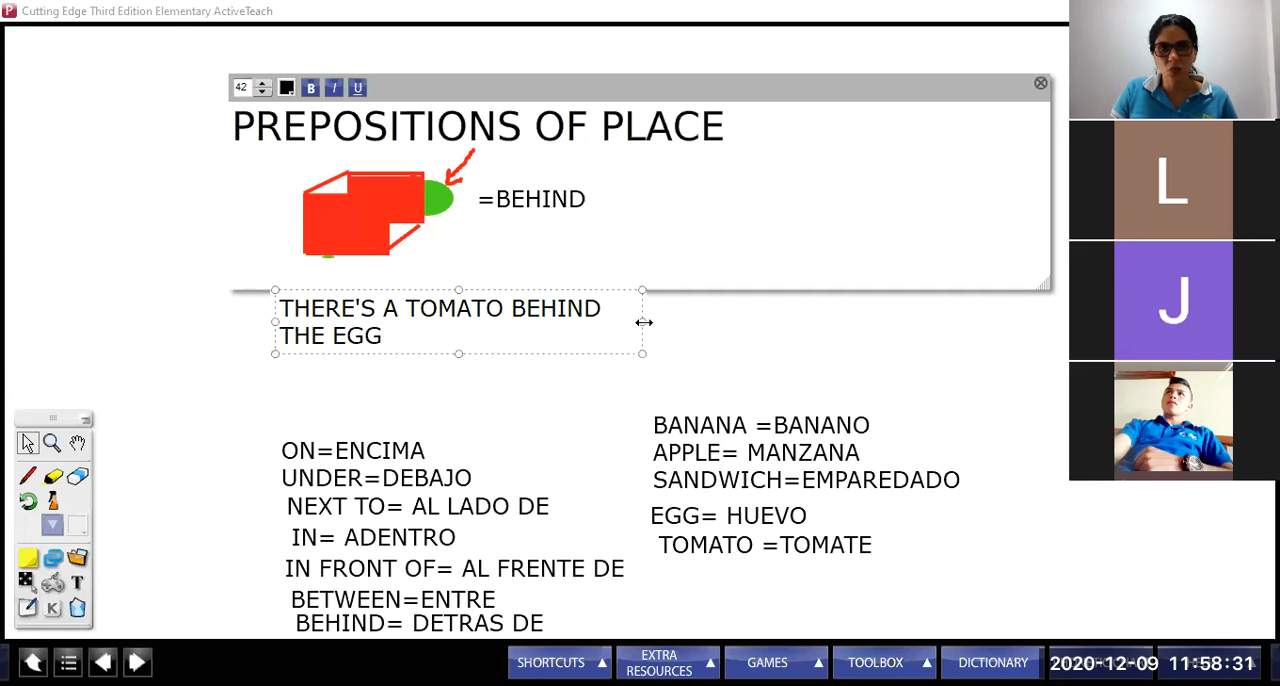 Cutting Edge Third Edition Elementary ActiveTeach
42
B I U
PREPOSITIONS OF PLACE
=BEHIND
THERE'S A TOMATO BEHIND
THE EGG
ON=ENCIMA
UNDER=DEBAJO
NEXT TO= AL LADO DE
IN= ADENTRO
IN FRONT OF= AL FRENTE DE
BETWEEN=ENTRE
BEHIND= DETRAS DE
BANANA =BANANO
APPLE= MANZANA
SANDWICH=EMPAREDADO
EGG= HUEVO
TOMATO =TOMATE
L
J
T
K
SHORTCUTS
EXTRA
RESOURCES
GAMES
TOOLBOX
DICTIONARY
2020-12-09 11:58:31